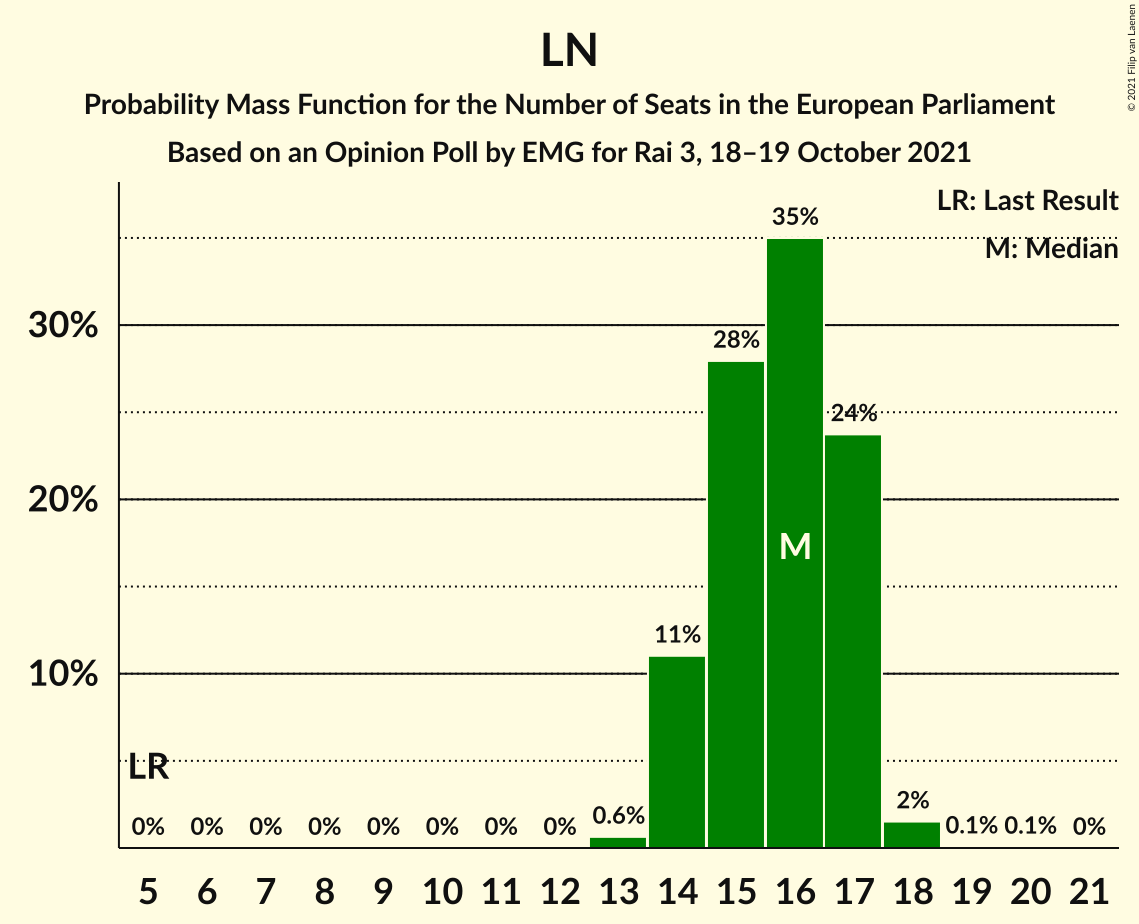 LN
Probability Mass Function for the Number of Seats in the European Parliament
Based on an Opinion Poll by EMG for Rai 3, 18–19 October 2021
© 2021 Filip van Laenen
LR: Last Result
M: Median
35%
30%
28%
24%
20%
M
11%
10%
LR
0% 0% 0% 0% 0% 0% 0% 0% 0.6% 2% 0.1% 0.1% 0%
5 6 7 8 9 10 11 12 13 14 15 16 17 18 19 20 21